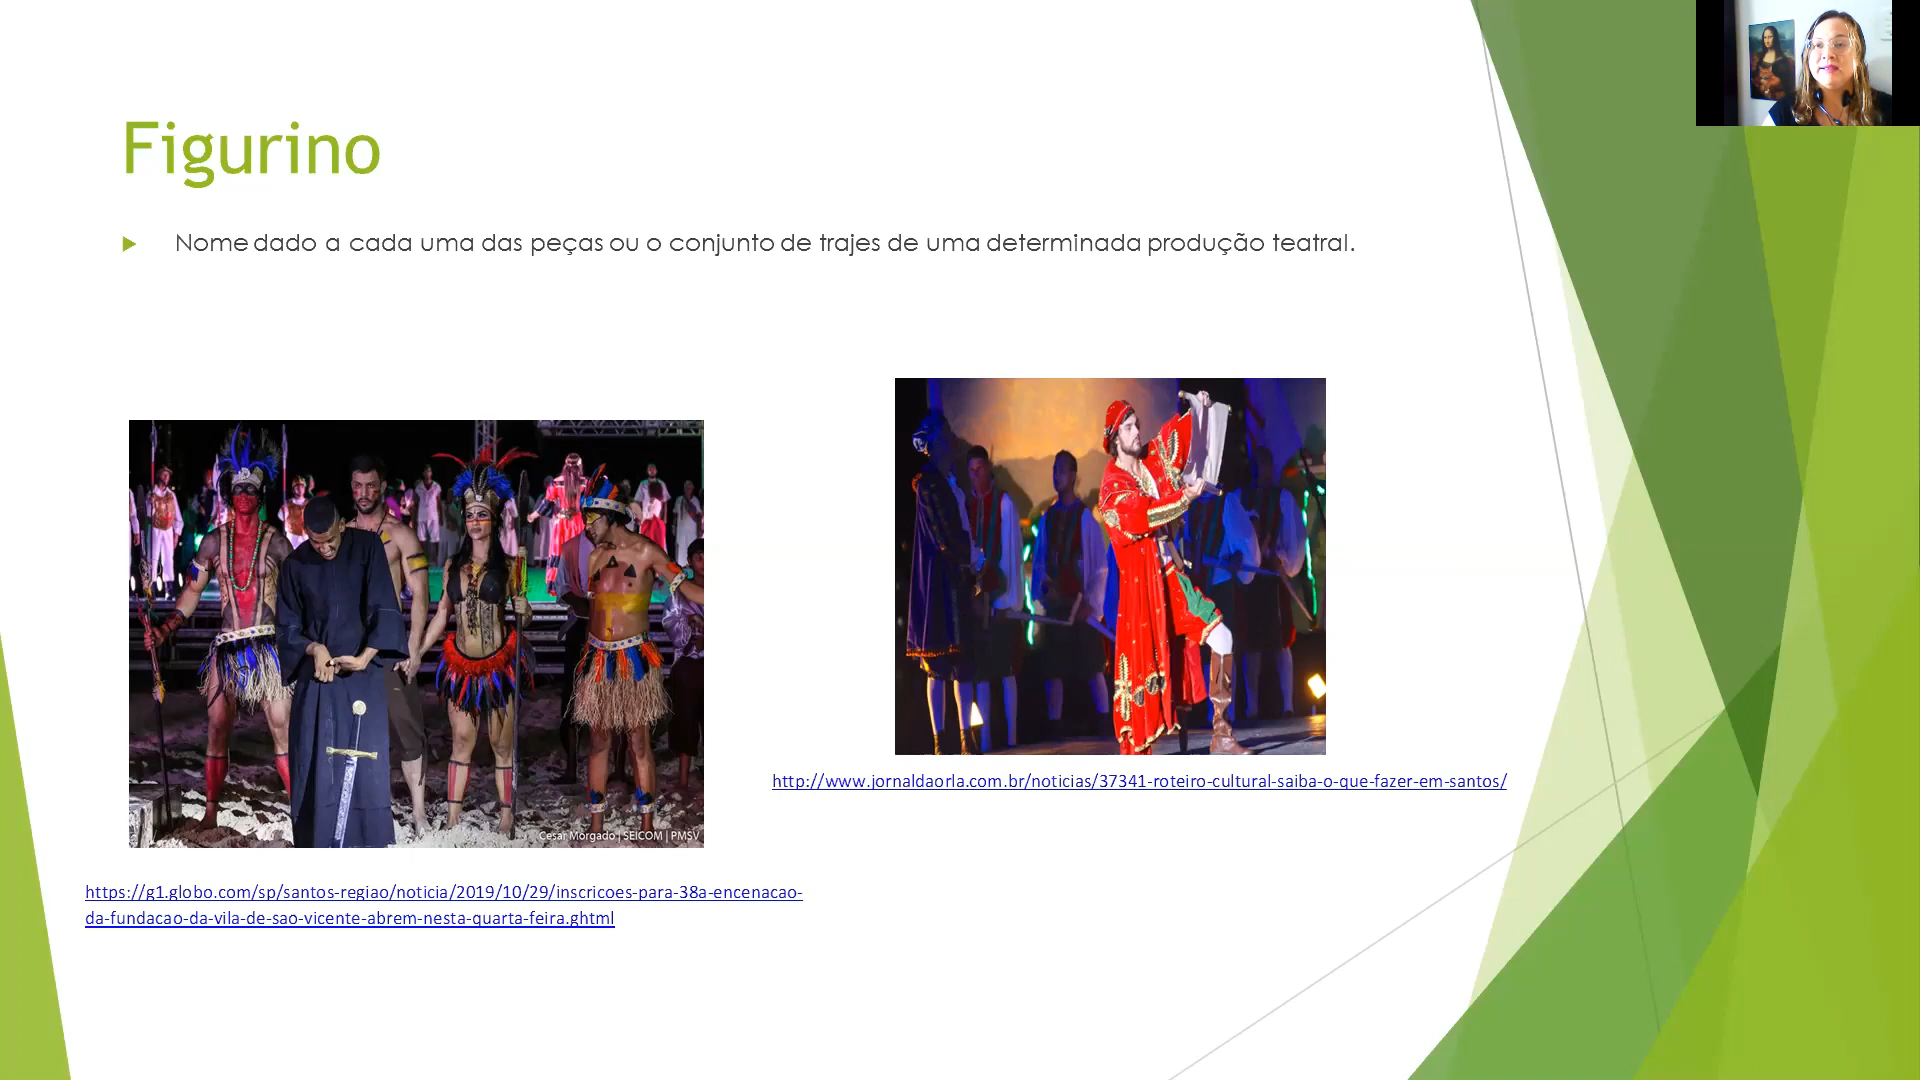 Figurino
Nome dado a cada uma das peças ou o conjunto de trajes de uma determinada produção teatral.
Cesar Morgado | SEICOM | PMSV
http://www.jornaldaorla.com.br/noticias/37341-roteiro-cultural-saiba-o-que-fazer-em-santos/
https://g1.globo.com/sp/santos-regiao/noticia/2019/10/29/inscricoes-para-38a-encenacao-
da-fundacao-da-vila-de-sao-vicente-abrem-nesta-quarta-feira.ghtml